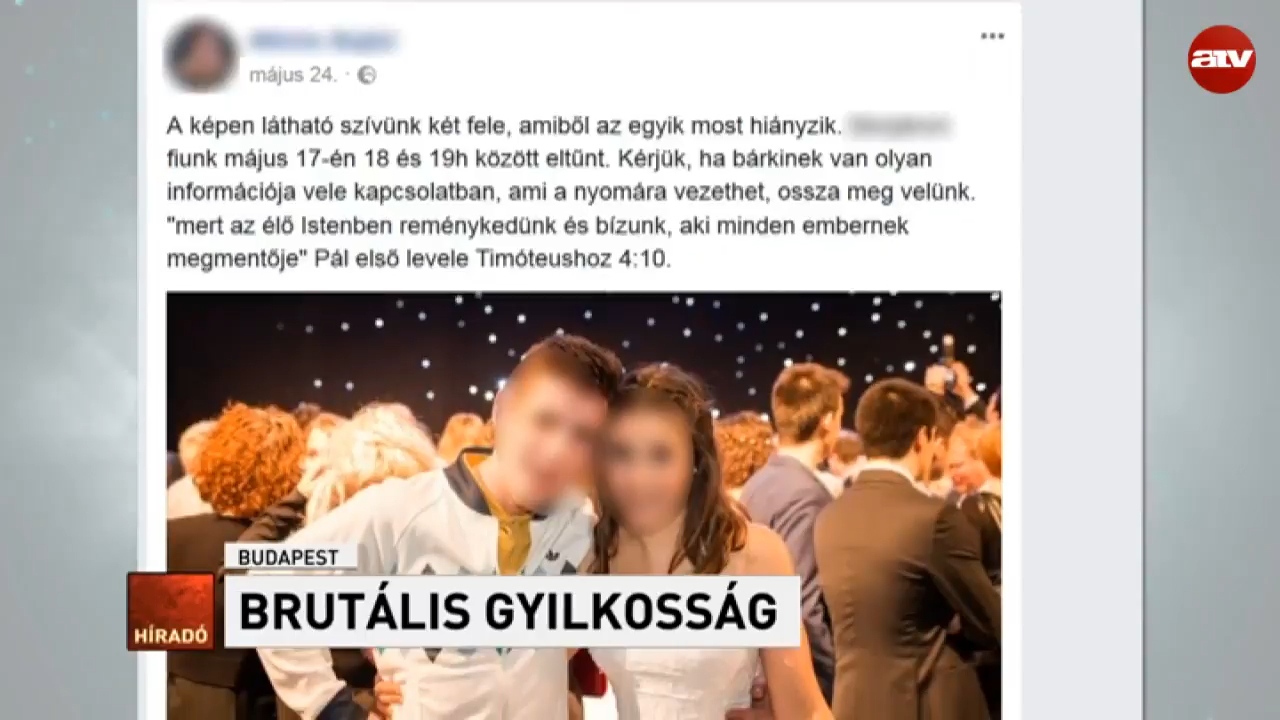 atv
május 24. ·
A képen látható szívünk két fele, amiből az egyik most hiányzik.
fiunk május 17-én 18 és 19h között eltűnt. Kérjük, ha bárkinek van olyan
információja vele kapcsolatban, ami a nyomára vezethet, ossza meg velünk.
"mert az élő Istenben reménykedünk és bízunk, aki minden embernek
megmentője" Pál első levele Timóteushoz 4:10.
BUDAPEST
BRUTÁLIS GYILKOSSÁG
HÍRADÓ